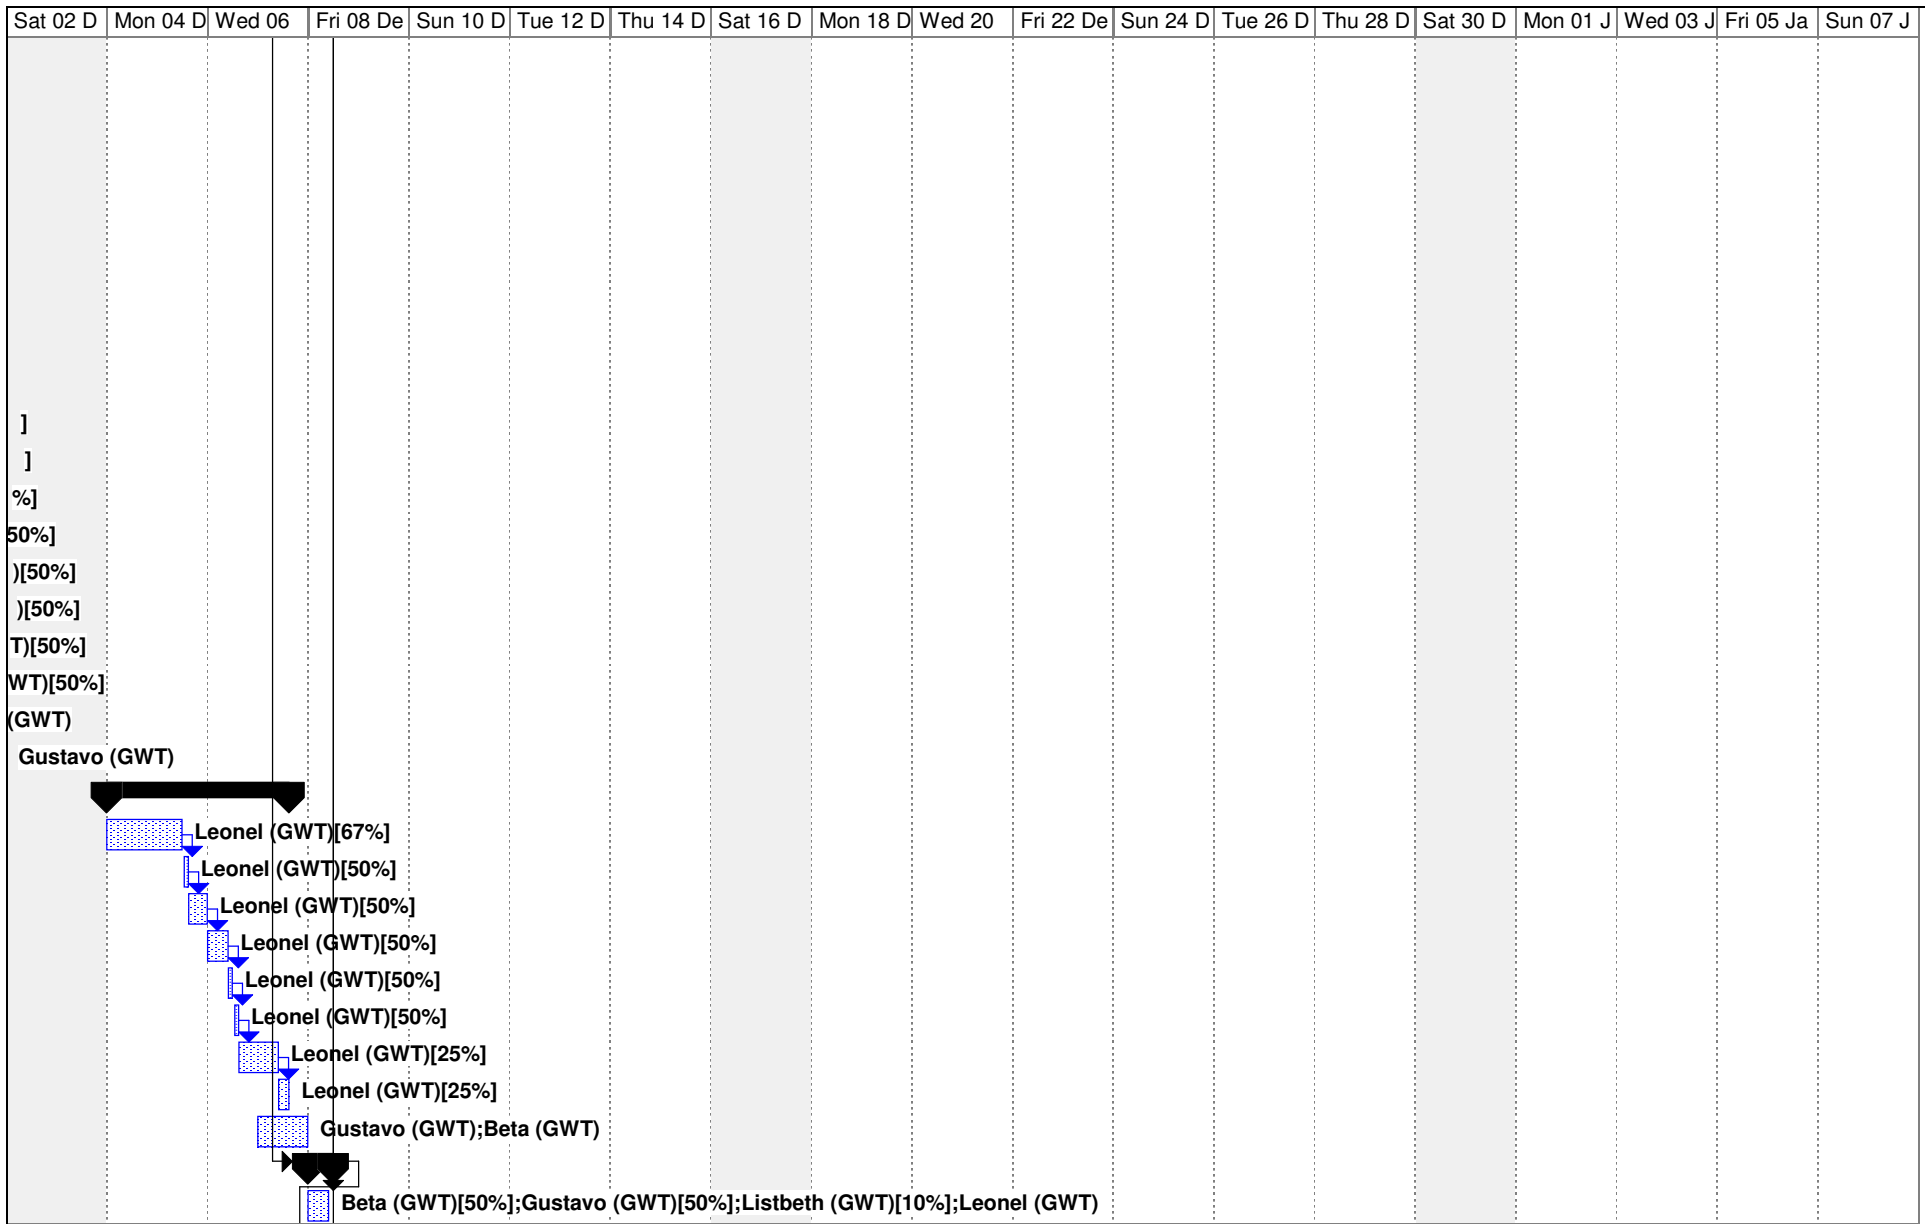 Sat 02 D Mon 04 D Wed 06 Fri 08 De Sun 10 D Tue 12 D Thu 14 D Sat 16 D Mon 18 D Wed 20 Fri 22 De Sun 24 D Tue 26 D Thu 28 D Sat 30 D Mon 01 J Wed 03 J Fri 05 Ja Sun 07 J
]
]
%]
50%]
)[50%]
)[50%]
T)[50%]
WT)[50%]
(GWT)
Gustavo (GWT)
Leonel (GWT)[67%]
Leonel (GWT)[50%]
Leonel (GWT)[50%]
Leonel (GWT)[50%]
Leonel (GWT)[50%]
Leonel (GWT)[50%]
Leonel (GWT)[25%]
Leonel (GWT)[25%]
Gustavo (GWT);Beta (GWT)
Beta (GWT)[50%];Gustavo (GWT)[50%];Listbeth (GWT)[10%];Leonel (GWT)